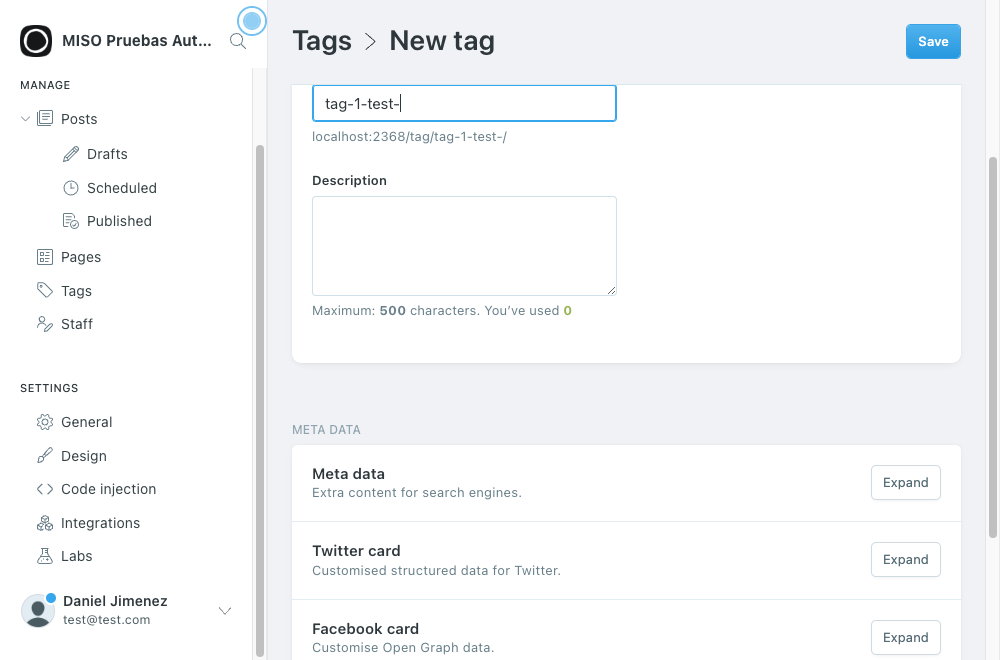 MISO Pruebas Aut...
MANAGE
Posts
Drafts
Scheduled
Published
Pages
Tags
Staff
SETTINGS
General
Design
Code injection
Integrations
Labs
Daniel Jimenez
test@test.com
Tags > New tag
Save
tag-1-test-
localhost:2368/tag/tag-1-test-/
Description
Maximum: 500 characters. You’ve used 0
META DATA
Meta data
Extra content for search engines.
Expand
Twitter card
Customised structured data for Twitter.
Expand
Facebook card
Customise Open Graph data.
Expand